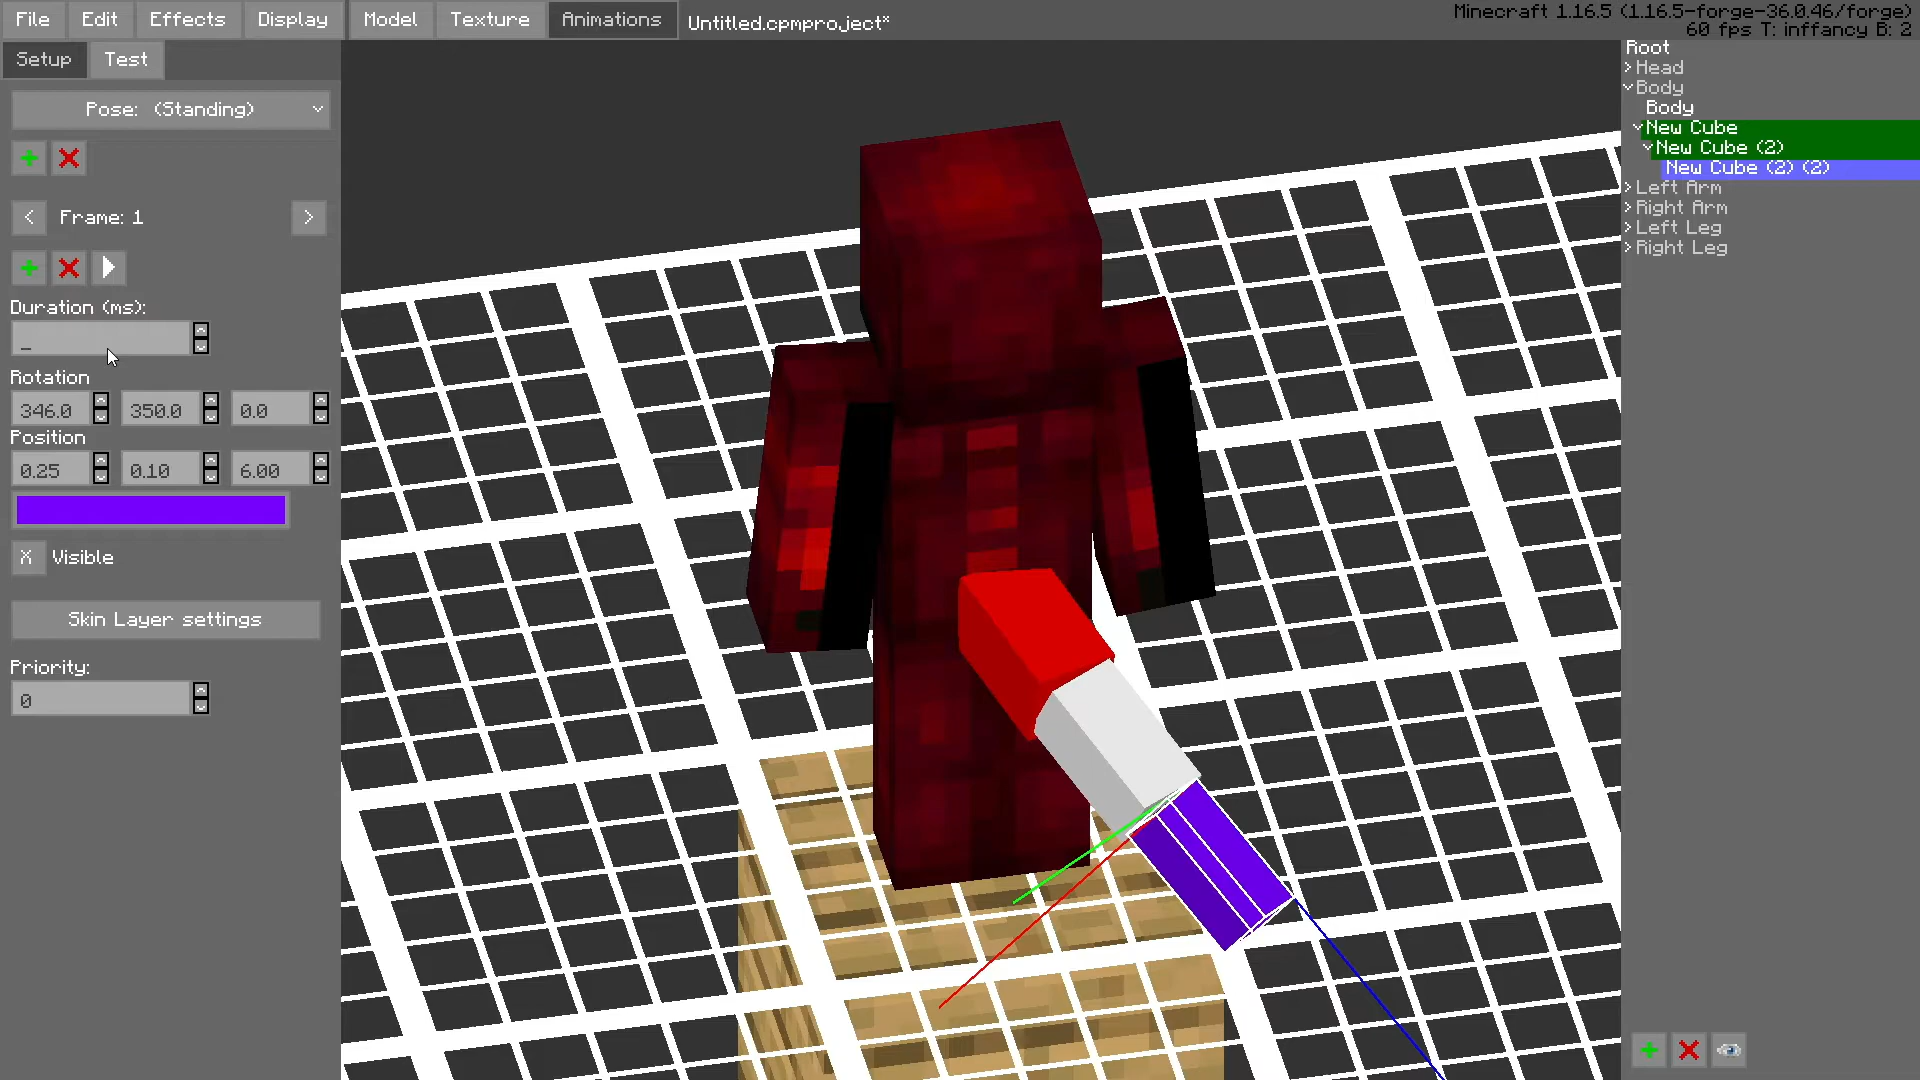 File Edit Effects Display Model Texture Animations Untitled.cpmproject*
Minecraft 1.16.5 (1.16.5-forge-36.0.46/forge)
60 fps T: inffancy B: 2
Setup Test
Pose: (Standing)
+ X
< Frame: 1 >
+ X
Duration (ms):
_
Rotation
346.0 350.0 0.0
Position
0.25 0.10 6.00
X Visible
Skin Layer settings
Priority:
0
Root
Head
Body
Body
New Cube
New Cube (2)
New Cube (2) (2)
Left Arm
Right Arm
Left Leg
Right Leg
+ X